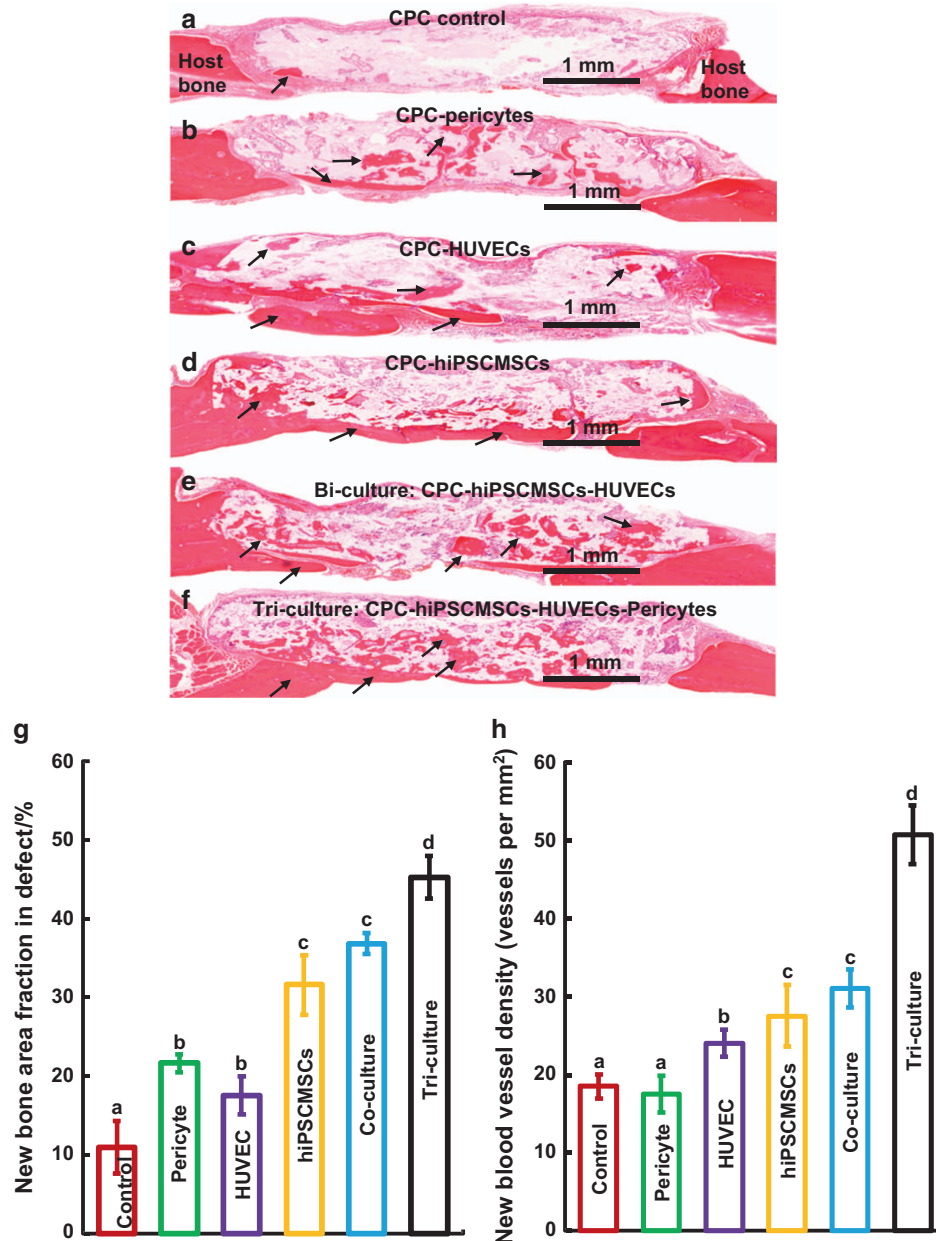 a
CPC control
Host
bone
1 mm
Host
bone
b
CPC-pericytes
1 mm
c
CPC-HUVECs
1 mm
d
CPC-hiPSCMSCs
1 mm
e
Bi-culture: CPC-hiPSCMSCs-HUVECs
1 mm
f
Tri-culture: CPC-hiPSCMSCs-HUVECs-Pericytes
1 mm
g
New bone area fraction in defect/%
60
50
40
30
20
10
0
a
b
b
c
c
d
Control
Pericyte
HUVEC
hiPSCMSCs
Co-culture
Tri-culture
h
New blood vessel density (vessels per mm²)
60
50
40
30
20
10
0
a
a
b
c
c
d
Control
Pericyte
HUVEC
hiPSCMSCs
Co-culture
Tri-culture